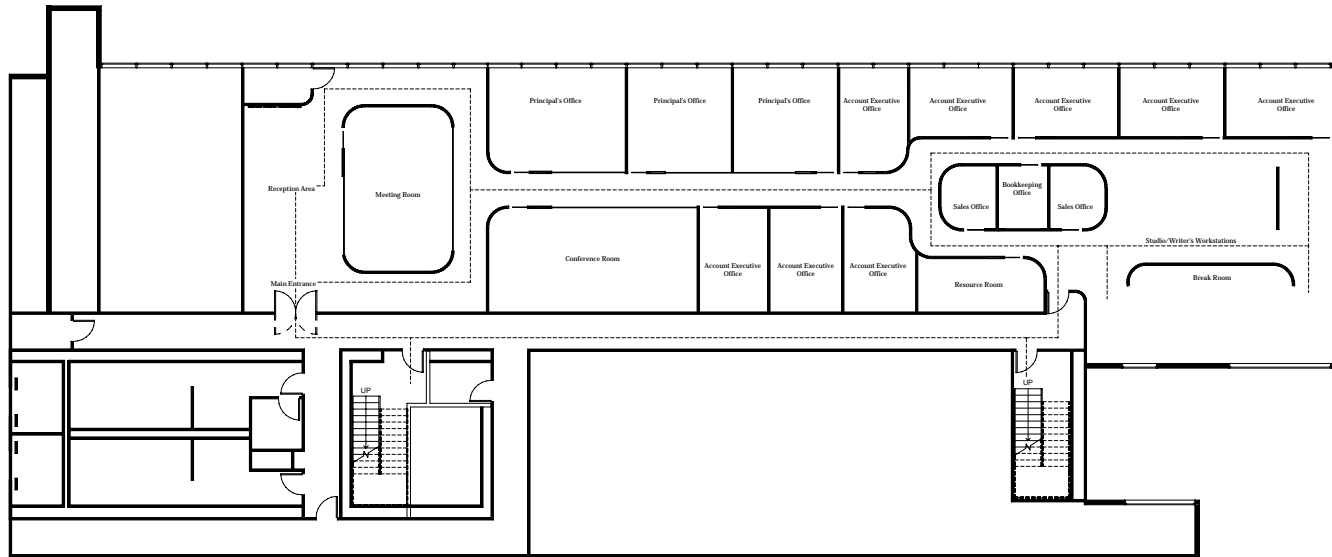 Principal's Office
Principal's Office
Principal's Office
Account Executive
Office
Account Executive
Office
Account Executive
Office
Account Executive
Office
Account Executive
Office
Reception Area
Meeting Room
Bookkeeping
Office
Sales Office
Sales Office
Studio/Writer's Workstations
Conference Room
Account Executive
Office
Account Executive
Office
Account Executive
Office
Resource Room
Break Room
Main Entrance
UP
UP